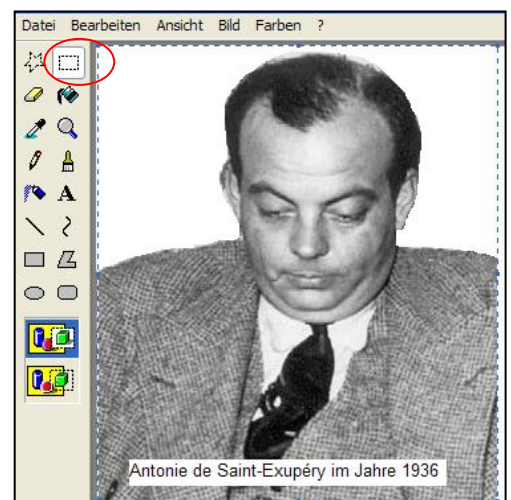 Datei Bearbeiten Ansicht Bild Farben ?
A
Antonie de Saint-Exupéry im Jahre 1936